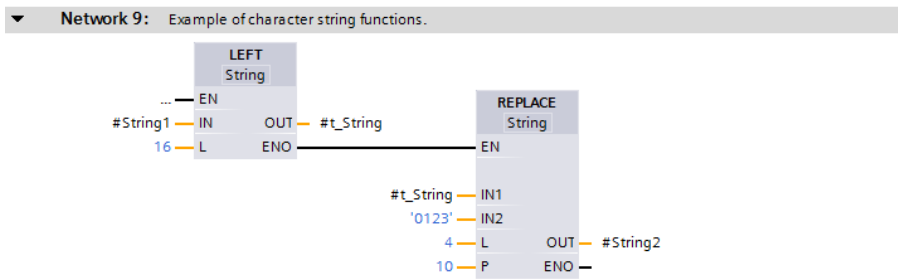 Network 9: Example of character string functions.
LEFT
String
... EN
#String1 IN OUT #t_String
16 L ENO
REPLACE
String
EN
#t_String IN1
'0123' IN2
4 L OUT #String2
10 P ENO